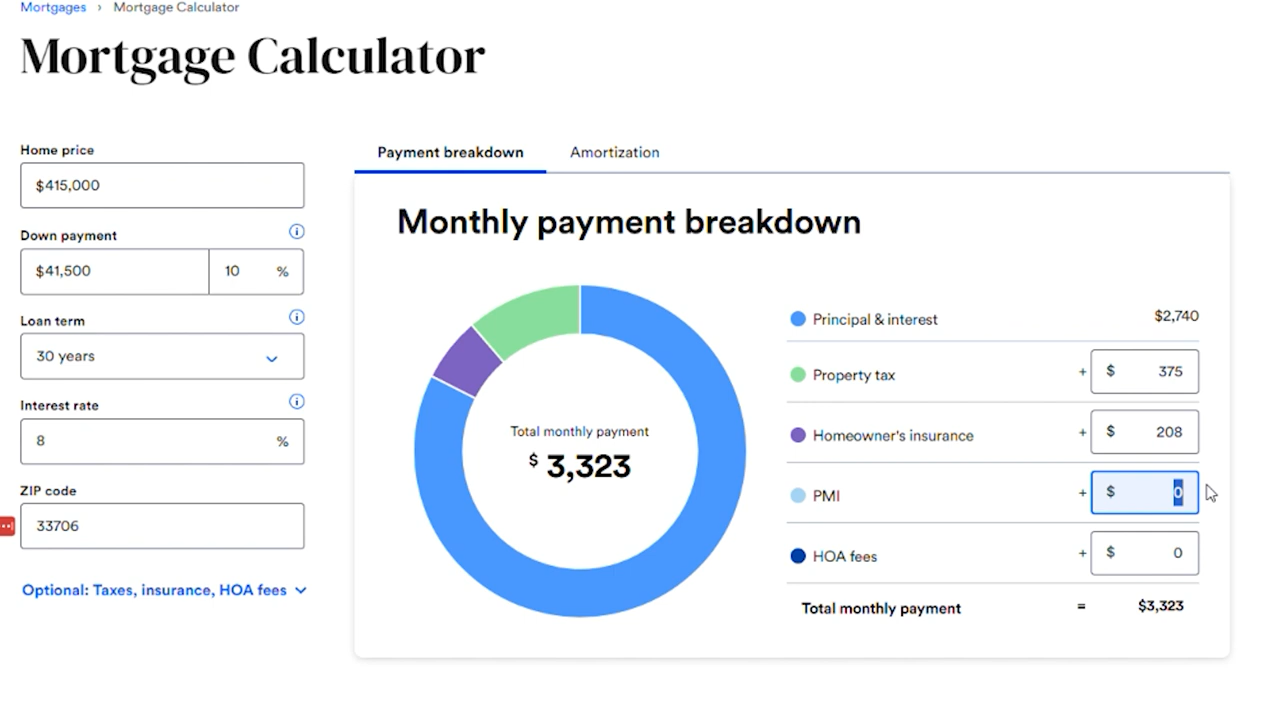 Mortgages › Mortgage Calculator
Mortgage Calculator
Home price
$415,000
Down payment
$41,500 10 %
Loan term
30 years
Interest rate
8 %
ZIP code
33706
Optional: Taxes, insurance, HOA fees
Payment breakdown Amortization
Monthly payment breakdown
Total monthly payment
$ 3,323
Principal & interest $2,740
Property tax + $ 375
Homeowner's insurance + $ 208
PMI + $ 0
HOA fees + $ 0
Total monthly payment = $3,323